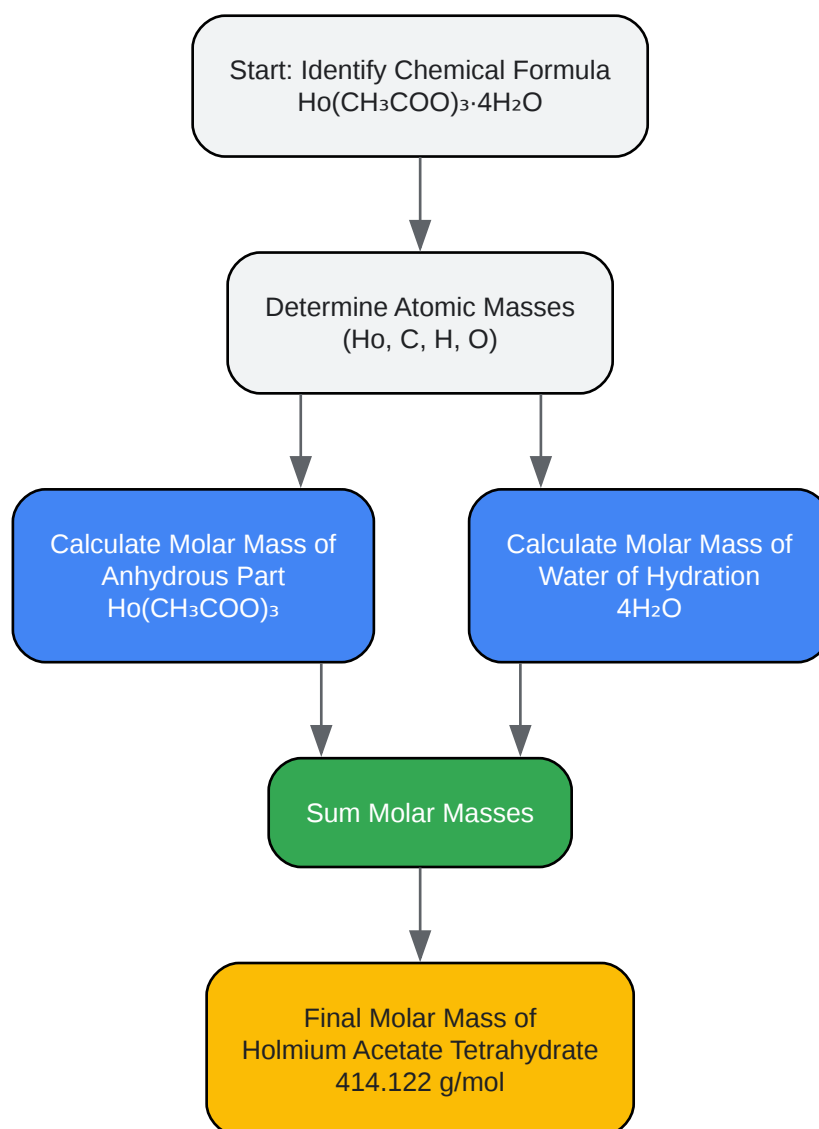 Start: Identify Chemical Formula
Ho(CH₃COO)₃·4H₂O
Determine Atomic Masses
(Ho, C, H, O)
Calculate Molar Mass of
Anhydrous Part
Ho(CH₃COO)₃
Calculate Molar Mass of
Water of Hydration
4H₂O
Sum Molar Masses
Final Molar Mass of
Holmium Acetate Tetrahydrate
414.122 g/mol